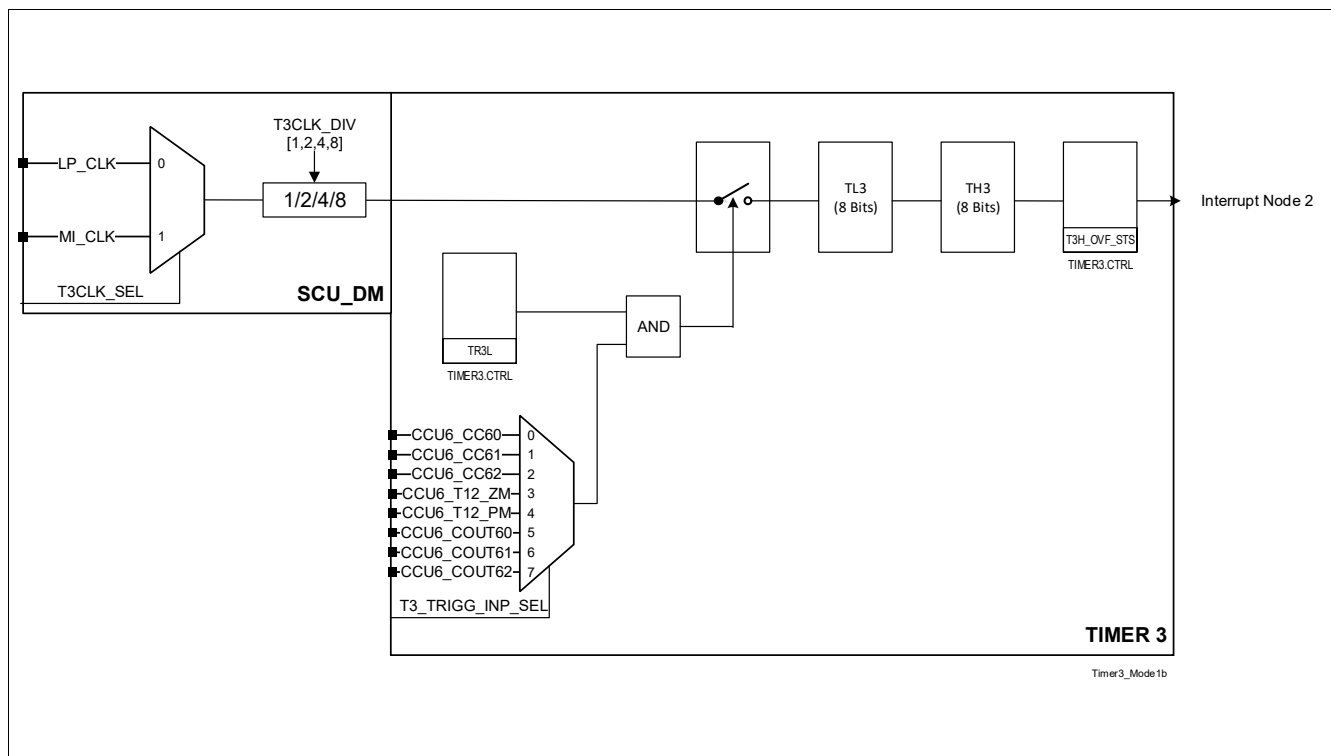 T3CLK_DIV
[1,2,4,8]
LP_CLK
0
1/2/4/8
MI_CLK
1
T3CLK_SEL
SCU_DM
TL3
(8 Bits)
TH3
(8 Bits)
T3H_OVF_STS
TIMER3.CTRL
Interrupt Node 2
TR3L
TIMER3.CTRL
AND
CCU6_CC60 0
CCU6_CC61 1
CCU6_CC62 2
CCU6_T12_ZM 3
CCU6_T12_PM 4
CCU6_COUT60 5
CCU6_COUT61 6
CCU6_COUT62 7
T3_TRIGG_INP_SEL
TIMER 3
Timer3_Mode1b